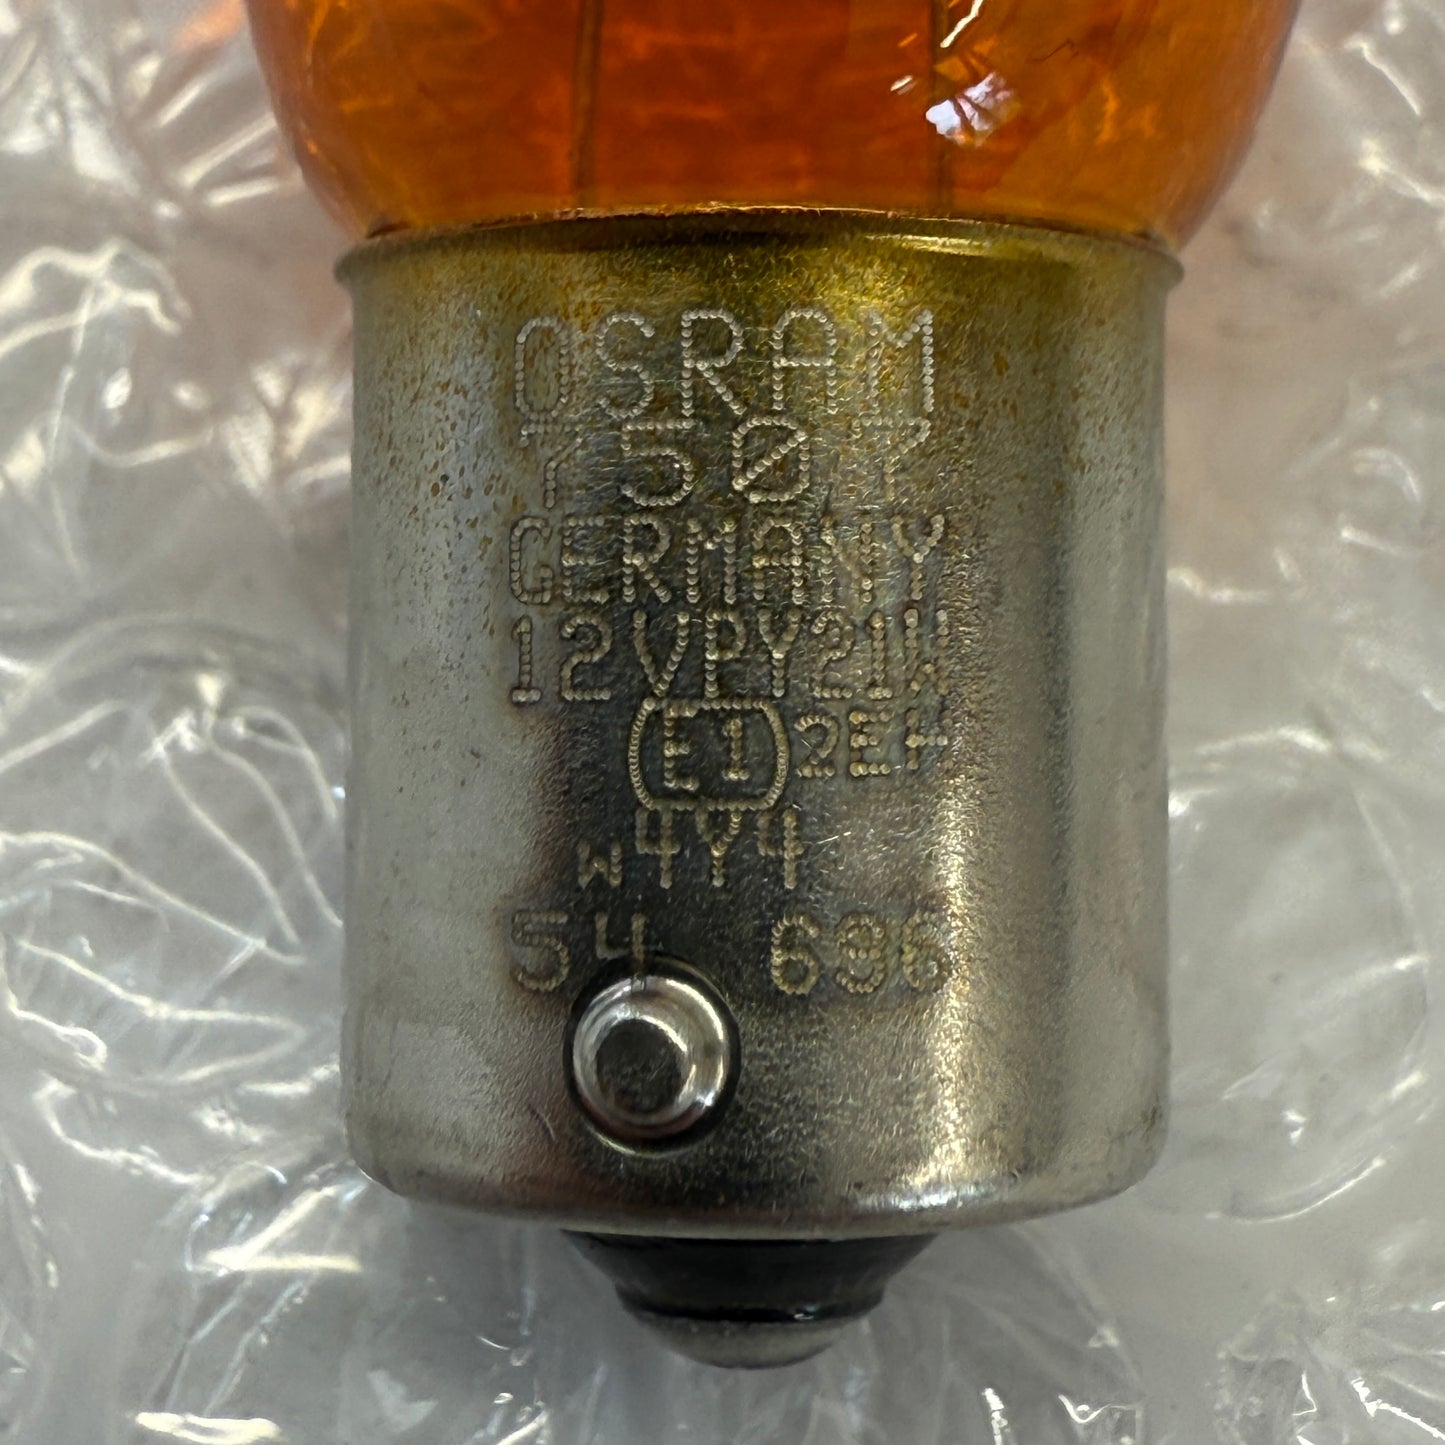 OSRAM
7507
GERMANY
12VPY21W
E1 2EH
W4Y4
54 686